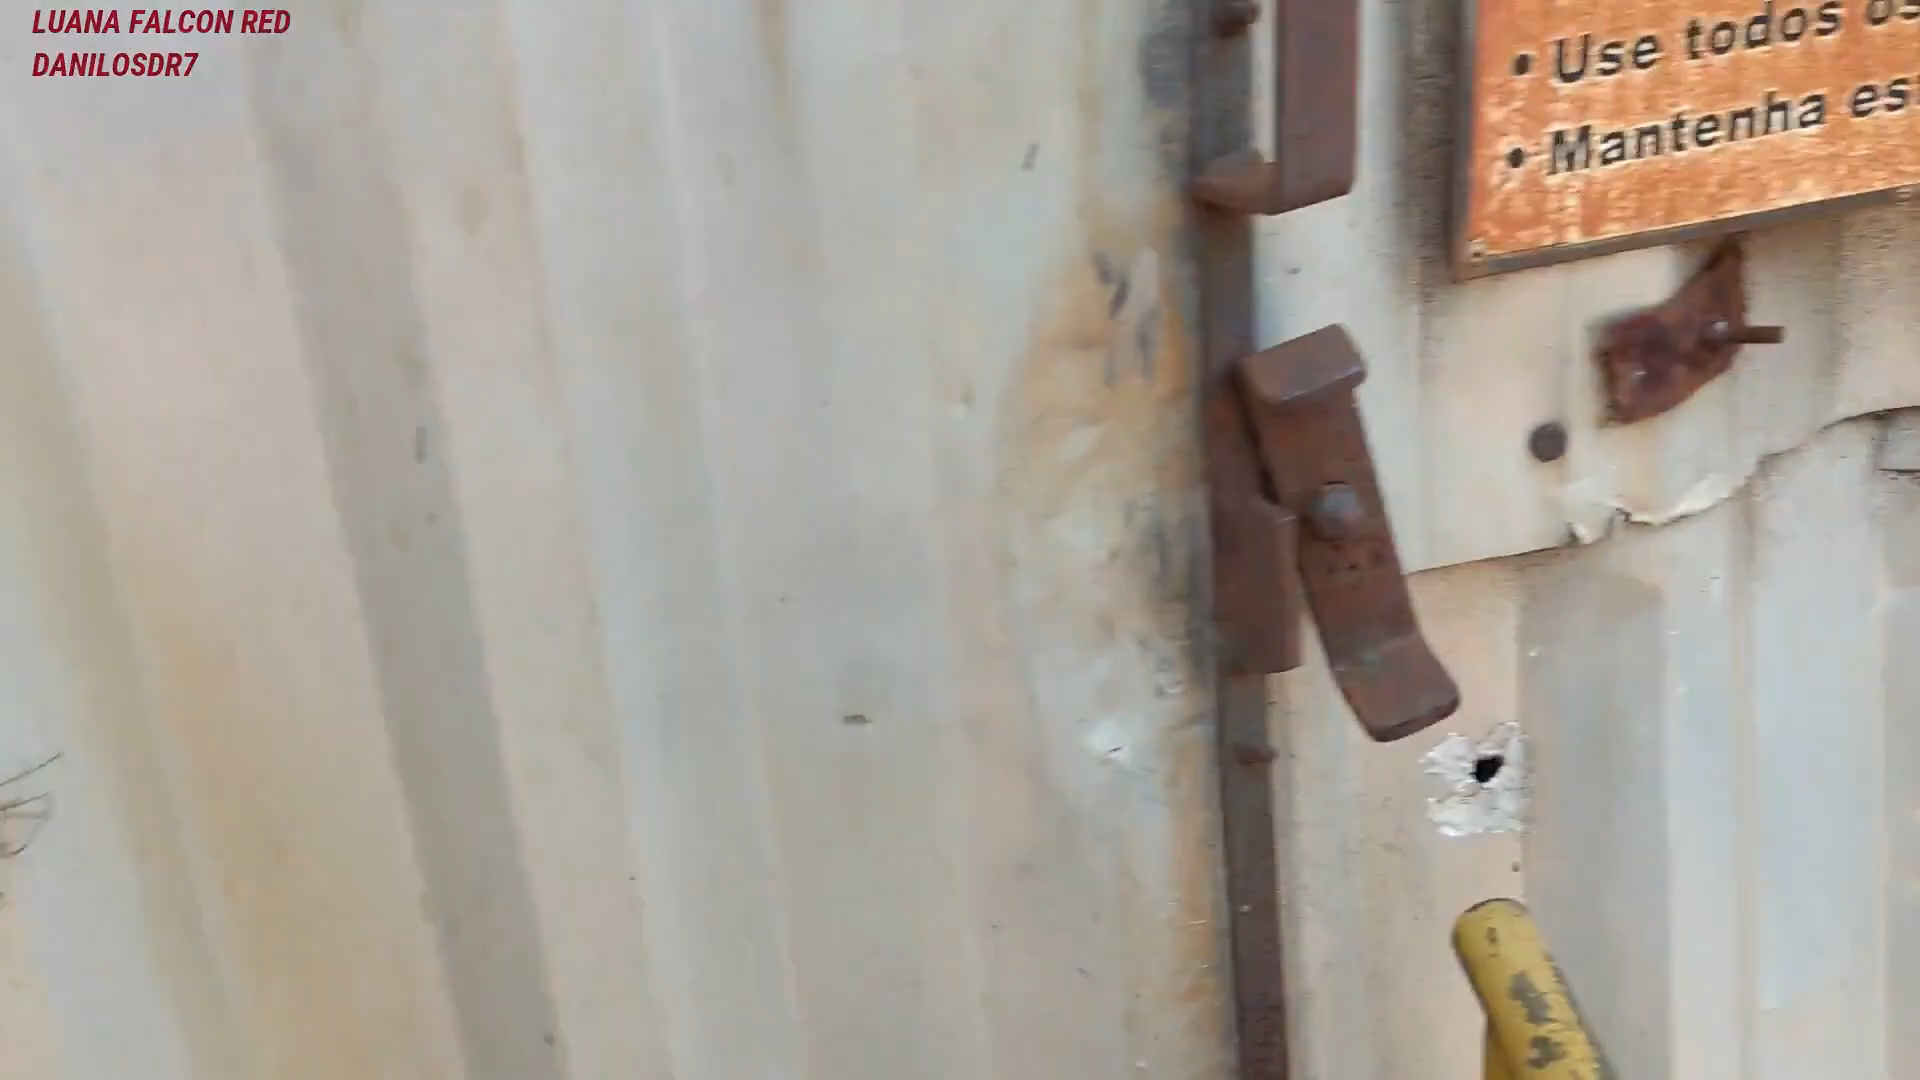 LUANA FALCON RED
DANILOSDR7
• Use todos
• Mantenha